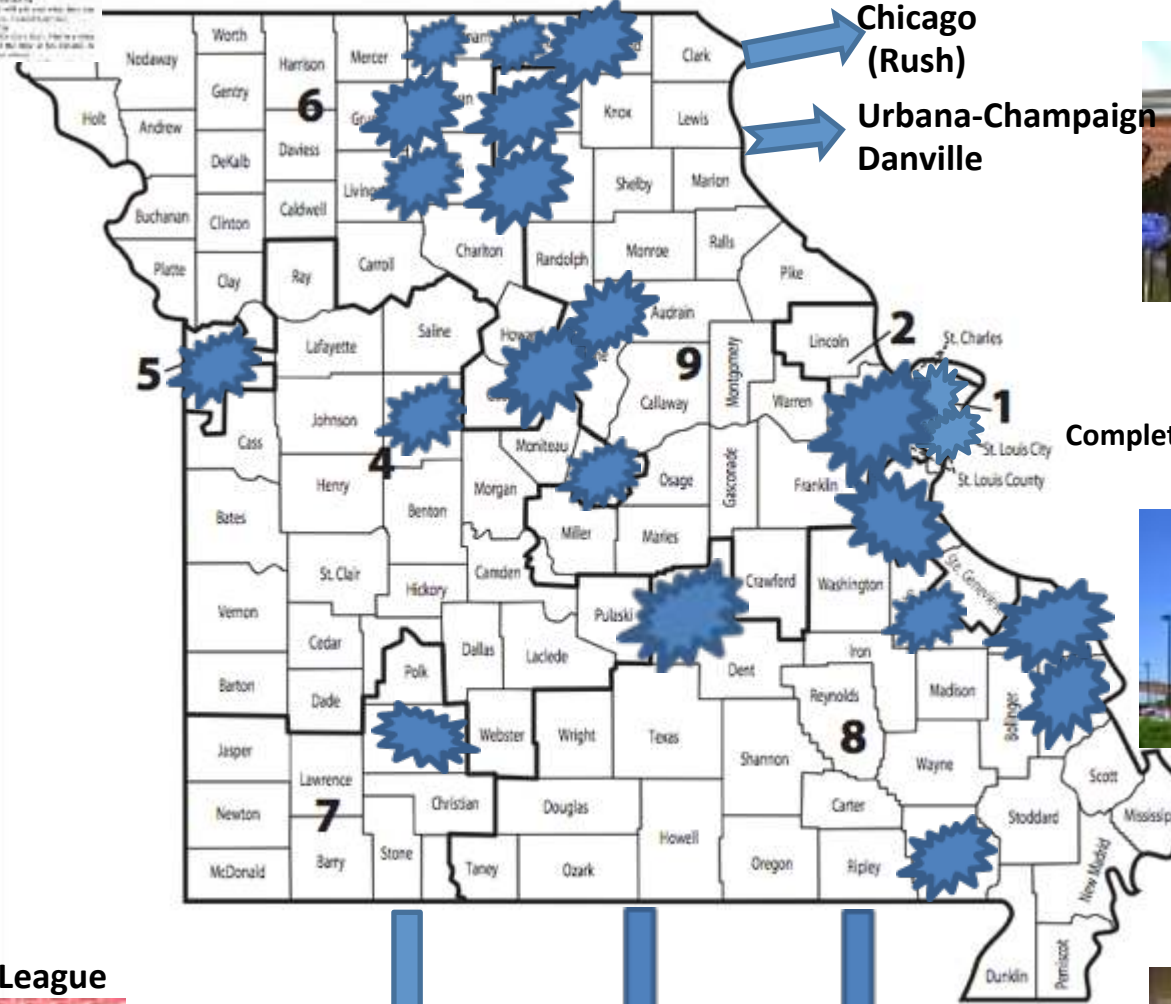 Chicago
(Rush)
Urbana-Champaign
Danville
Worth
Nodaway
Harrison
Mercer
Clark
Gentry
6
Holt
Andrew
Knox
Lewis
DeKalb
Daviess
Buchanan
Clinton
Caldwell
Shelby
Marion
Platte
Clay
Ray
Carroll
Randolph
Monroe
Ralls
Pike
Lafayette
Saline
Audrain
Lincoln
2
St. Charles
5
9
Montgomery
1
Johnson
Callaway
Warren
Cass
4
Moniteau
St. Louis City
Complet
Henry
Morgan
Osage
Gasconade
Franklin
St. Louis County
Bates
Benton
Miller
Maries
St. Clair
Camden
Crawford
Washington
Ste. Genevieve
Hickory
Vernon
Pulaski
Cedar
Dallas
Laclede
Iron
Polk
Dent
Barton
Dade
Reynolds
Madison
Bollinger
Jasper
Webster
Wright
Texas
8
Shannon
Wayne
Lawrence
Scott
Newton
7
Christian
Douglas
Carter
Stoddard
Mississip
McDonald
Barry
Stone
Taney
Ozark
Howell
Oregon
Ripley
New Madrid
League
Dunklin
Pemiscot